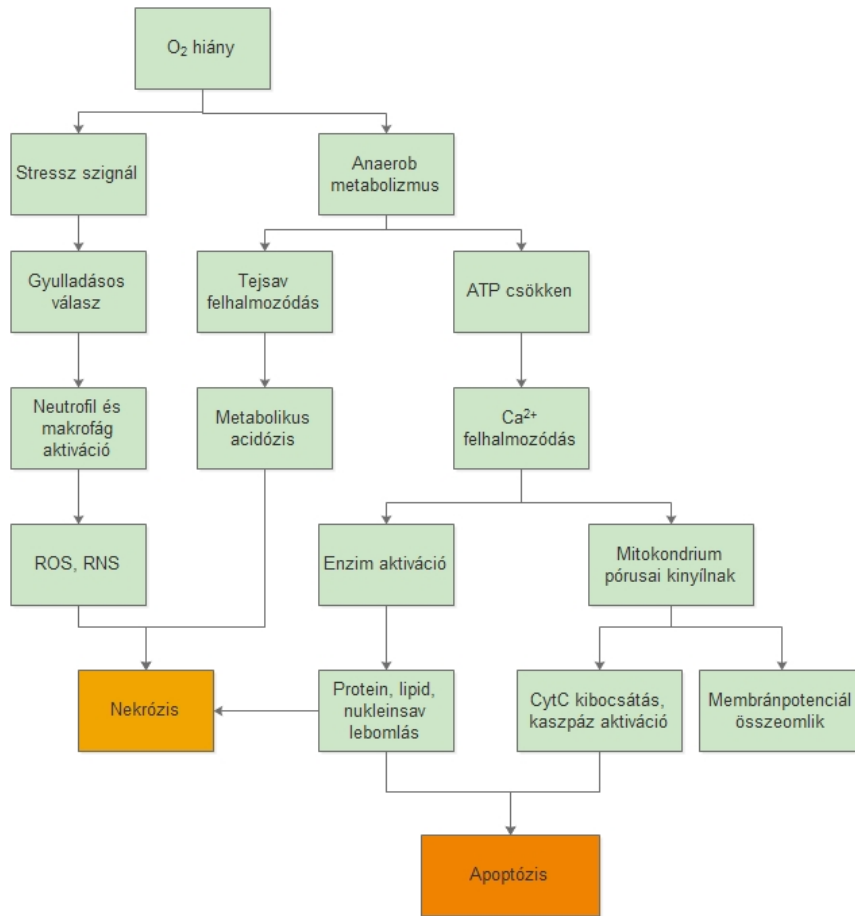 O₂ hiány
Stressz szignál
Anaerob
metabolizmus
Gyulladásos
válasz
Tejsav
felhalmozódás
ATP csökken
Neutrofil és
makrofág
aktiváció
Metabolikus
acidózis
Ca²⁺
felhalmozódás
ROS, RNS
Enzim aktiváció
Mitokondrium
pórusai kinyílnak
Nekrózis
Protein, lipid,
nukleinsav
lebomlás
CytC kibocsátás,
kaszpáz aktiváció
Membránpotenciál
összeomlik
Apoptózis